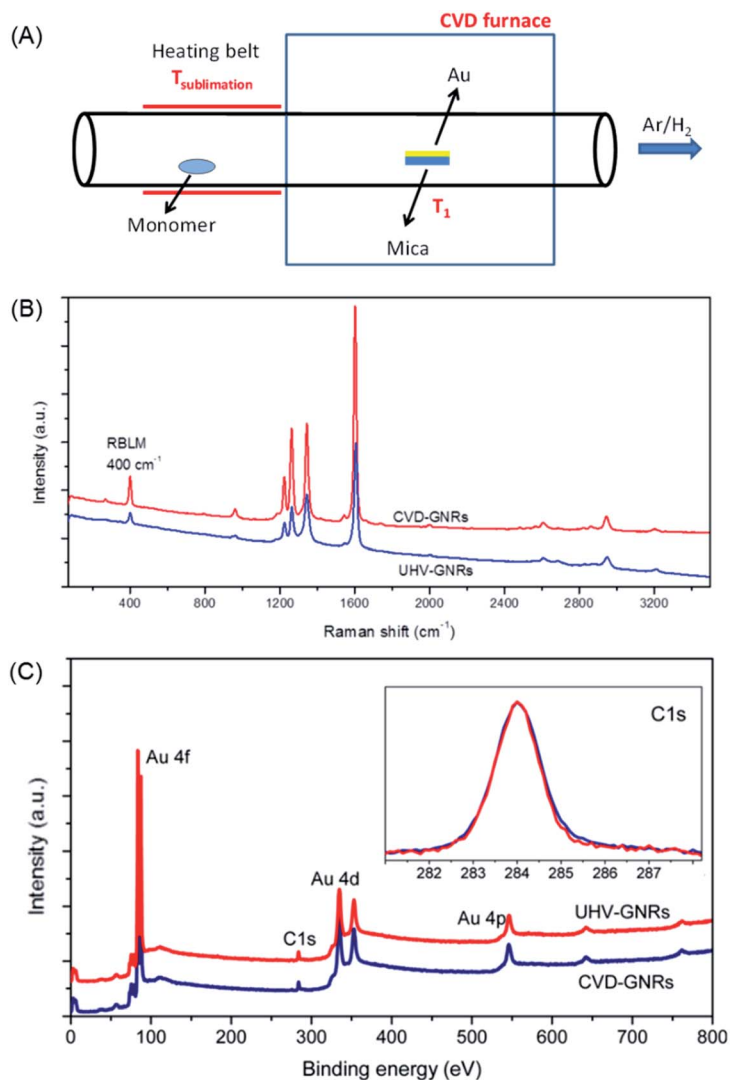 (A)
CVD furnace
Heating belt
T_sublimation
Au
Ar/H₂
Monomer
T₁
Mica
(B)
Intensity (a.u.)
RBLM
400 cm⁻¹
CVD-GNRs
UHV-GNRs
400 800 1200 1600 2000 2400 2800 3200
Raman shift (cm⁻¹)
(C)
Intensity (a.u.)
Au 4f
C1s
Au 4d
Au 4p
UHV-GNRs
CVD-GNRs
C1s
282 283 284 285 286 287
0 100 200 300 400 500 600 700 800
Binding energy (eV)